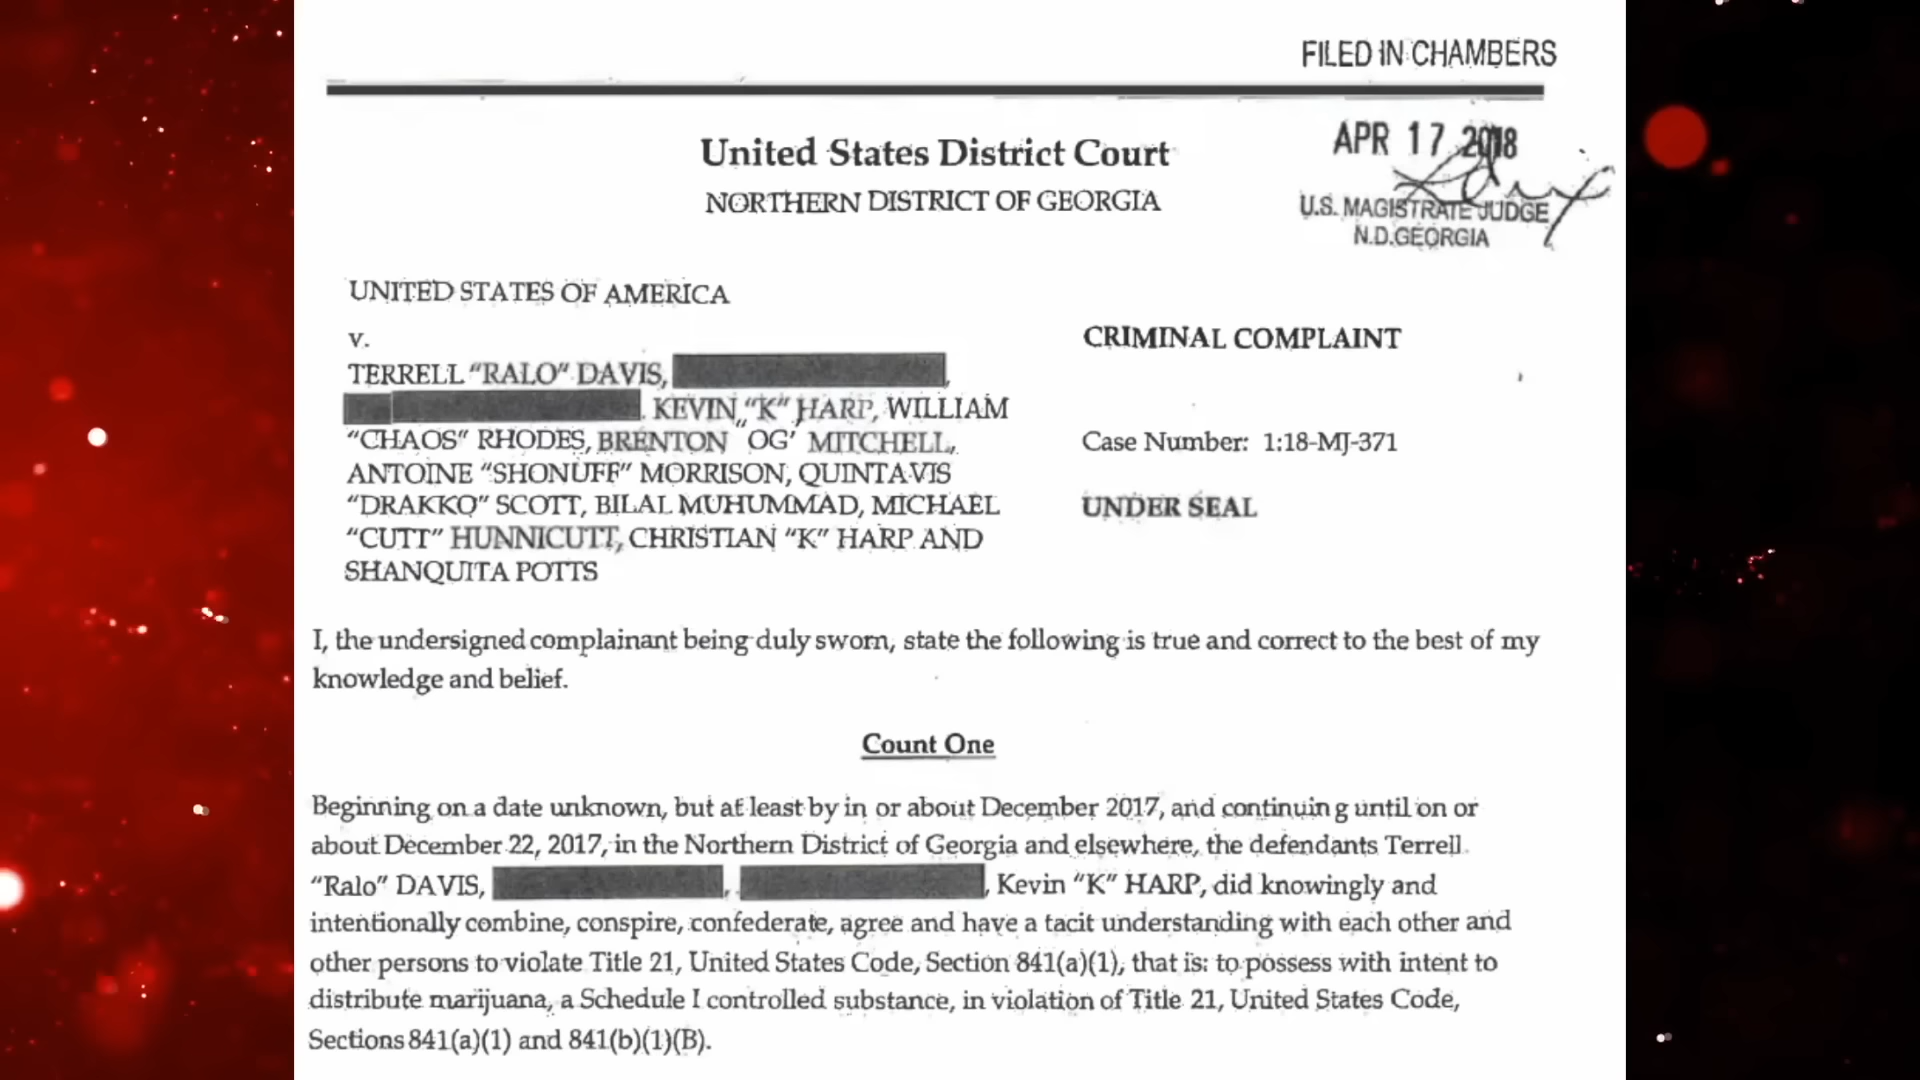 FILED IN CHAMBERS
APR 17 2018
U.S. MAGISTRATE JUDGE
N.D.GEORGIA
United States District Court
NORTHERN DISTRICT OF GEORGIA
UNITED STATES OF AMERICA
v.
TERRELL "RALO" DAVIS, ,
. KEVIN "K" HARP, WILLIAM
"CHAOS" RHODES, BRENTON "OG' MITCHELL,
ANTOINE "SHONUFF" MORRISON, QUINTAVIS
"DRAKKO" SCOTT, BILAL MUHUMMAD, MICHAEL
"CUTT" HUNNICUTT, CHRISTIAN "K" HARP AND
SHANQUITA POTTS
CRIMINAL COMPLAINT
Case Number: 1:18-MJ-371
UNDER SEAL
I, the undersigned complainant being duly sworn, state the following is true and correct to the best of my
knowledge and belief.
Count One
Beginning on a date unknown, but at least by in or about December 2017, and continuing until on or
about December 22, 2017, in the Northern District of Georgia and elsewhere, the defendants Terrell
"Ralo" DAVIS, , , Kevin "K" HARP, did knowingly and
intentionally combine, conspire, confederate, agree and have a tacit understanding with each other and
other persons to violate Title 21, United States Code, Section 841(a)(1), that is: to possess with intent to
distribute marijuana, a Schedule I controlled substance, in violation of Title 21, United States Code,
Sections 841(a)(1) and 841(b)(1)(B).